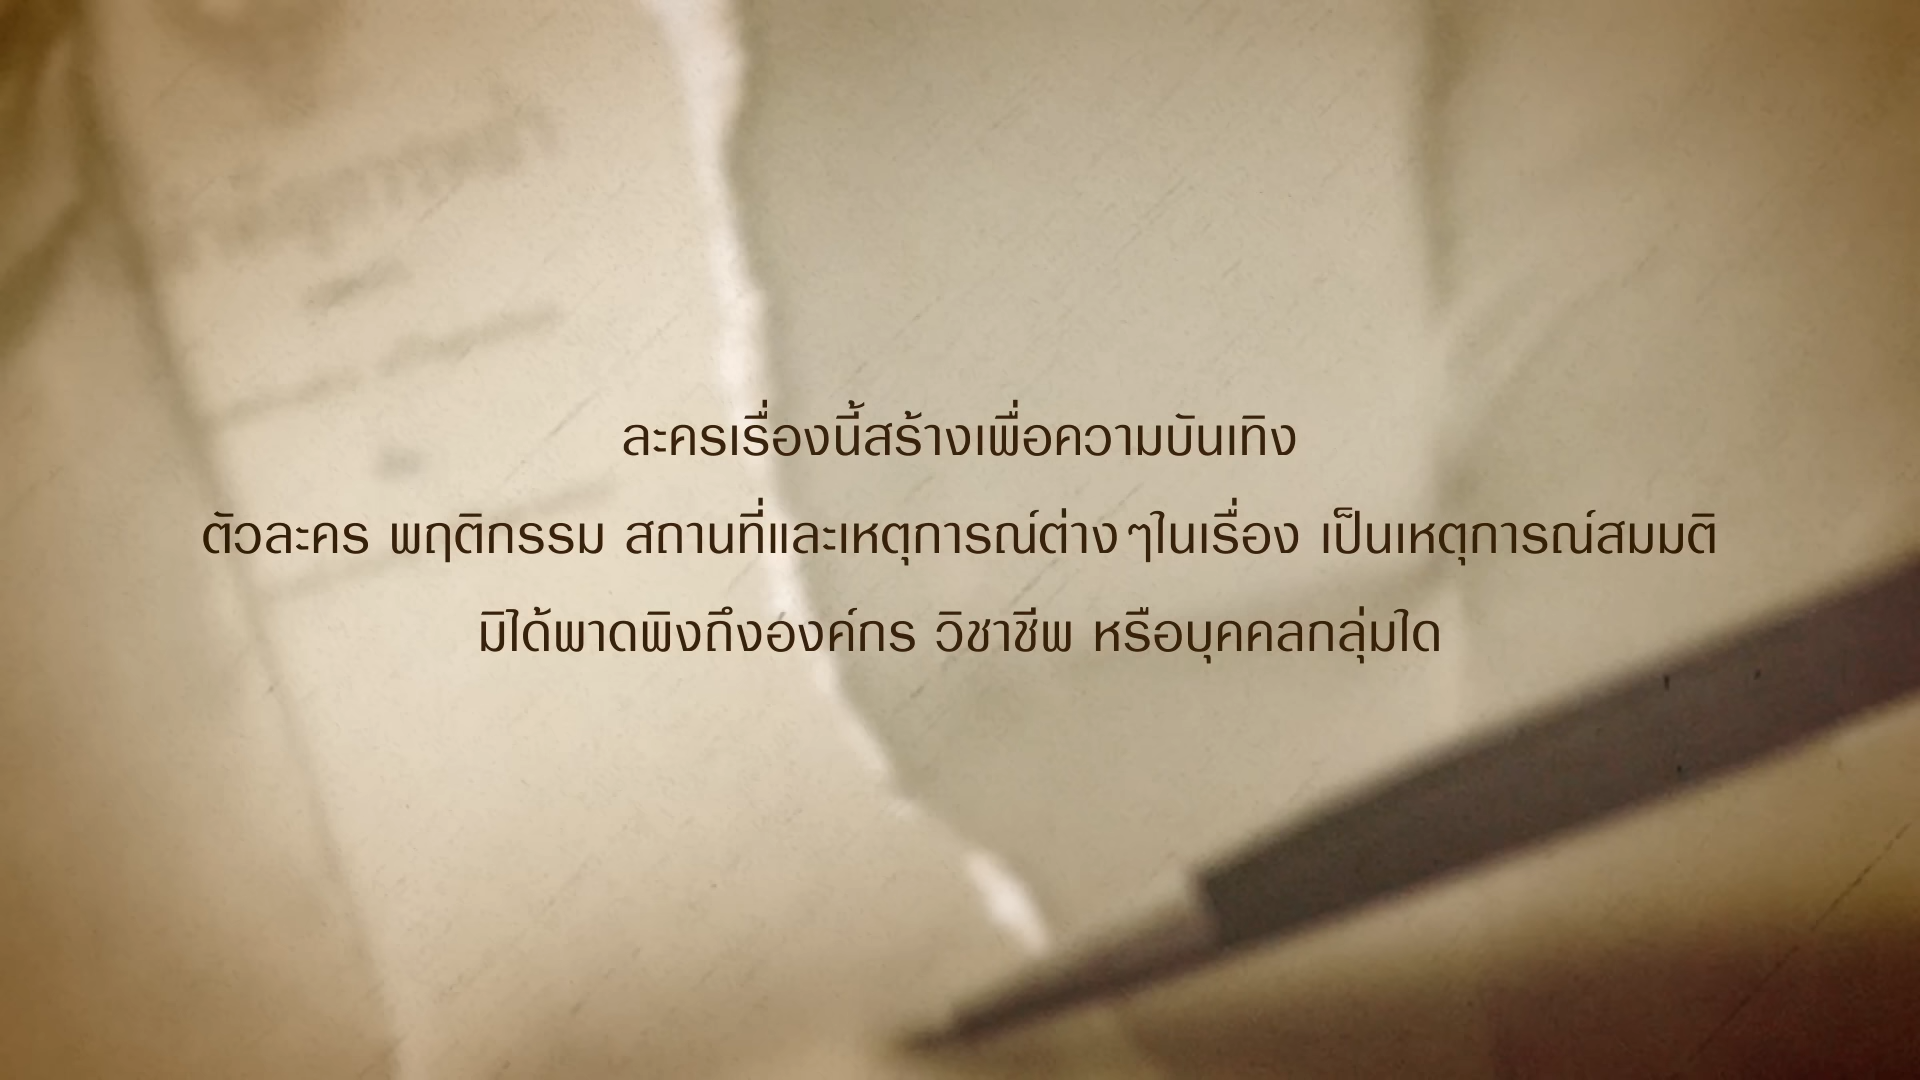 ละครเรื่องนี้สร้างเพื่อความบันเทิง
ตัวละคร พฤติกรรม สถานที่และเหตุการณ์ต่างๆในเรื่อง เป็นเหตุการณ์สมมติ
มิได้พาดพิงถึงองค์กร วิชาชีพ หรือบุคคลกลุ่มใด